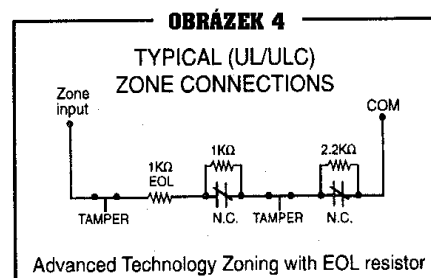 OBRÁZEK 4
TYPICAL (UL/ULC)
ZONE CONNECTIONS
Zone
input
COM
1KΩ
EOL
1KΩ
2.2KΩ
TAMPER
N.C.
TAMPER
N.C.
Advanced Technology Zoning with EOL resistor